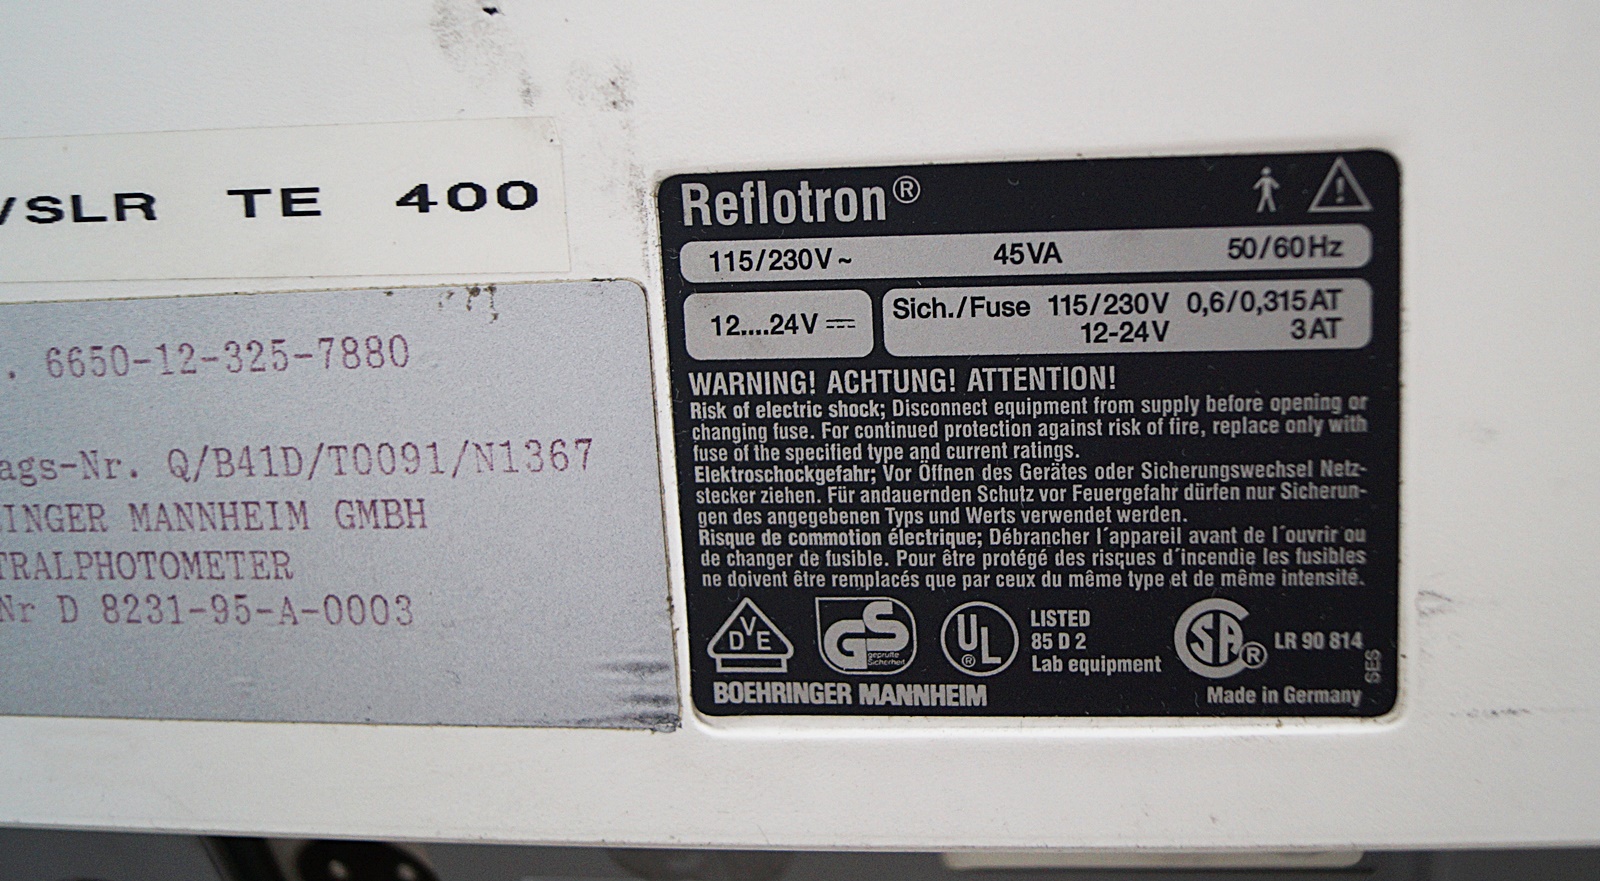 /SLR TE 400
. 6650-12-325-7880
ags-Nr. Q/B41D/T0091/N1367
INGER MANNHEIM GMBH
TRALPHOTOMETER
Nr D 8231-95-A-0003
Reflotron®
115/230V~ 45VA 50/60Hz
12....24V ⎓
Sich./Fuse 115/230V 0,6/0,315AT
12-24V 3AT
WARNING! ACHTUNG! ATTENTION!
Risk of electric shock; Disconnect equipment from supply before opening or
changing fuse. For continued protection against risk of fire, replace only with
fuse of the specified type and current ratings.
Elektroschockgefahr; Vor Öffnen des Gerätes oder Sicherungswechsel Netz-
stecker ziehen. Für andauernden Schutz vor Feuergefahr dürfen nur Sicherun-
gen des angegebenen Typs und Werts verwendet werden.
Risque de commotion électrique; Débrancher l´appareil avant de l´ouvrir ou
de changer de fusible. Pour être protégé des risques d´incendie les fusibles
ne doivent être remplacés que par ceux du même type et de même intensité.
VDE
GS geprüfte Sicherheit
UL ®
LISTED
85 D 2
Lab equipment
SA ® LR 90 814
SES
BOEHRINGER MANNHEIM
Made in Germany